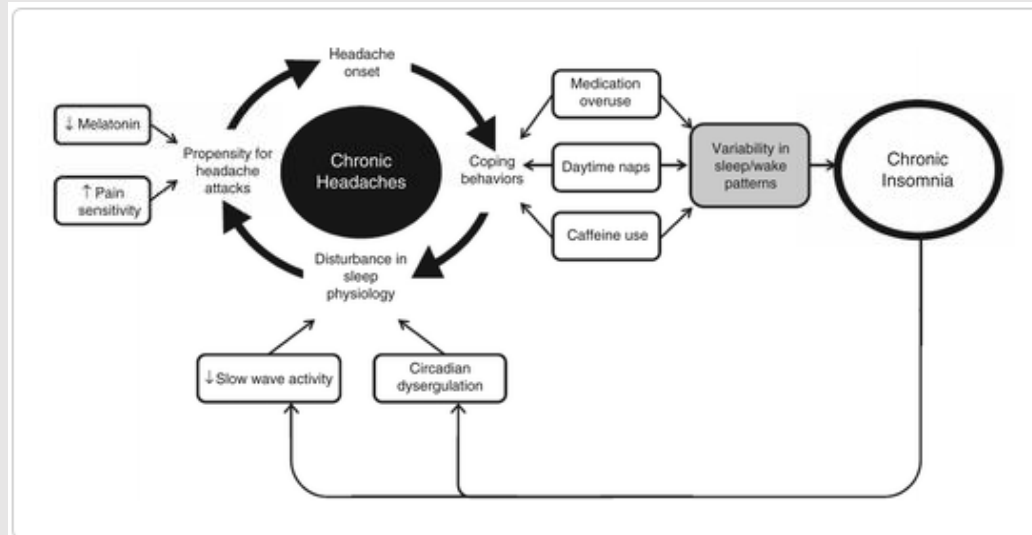 Headache
onset
Medication
overuse
↓ Melatonin
Propensity for
headache
attacks
Chronic
Headaches
Coping
behaviors
Daytime naps
Variability in
sleep/wake
patterns
Chronic
Insomnia
↑ Pain
sensitivity
Caffeine use
Disturbance in
sleep
physiology
↓ Slow wave activity
Circadian
dysergulation